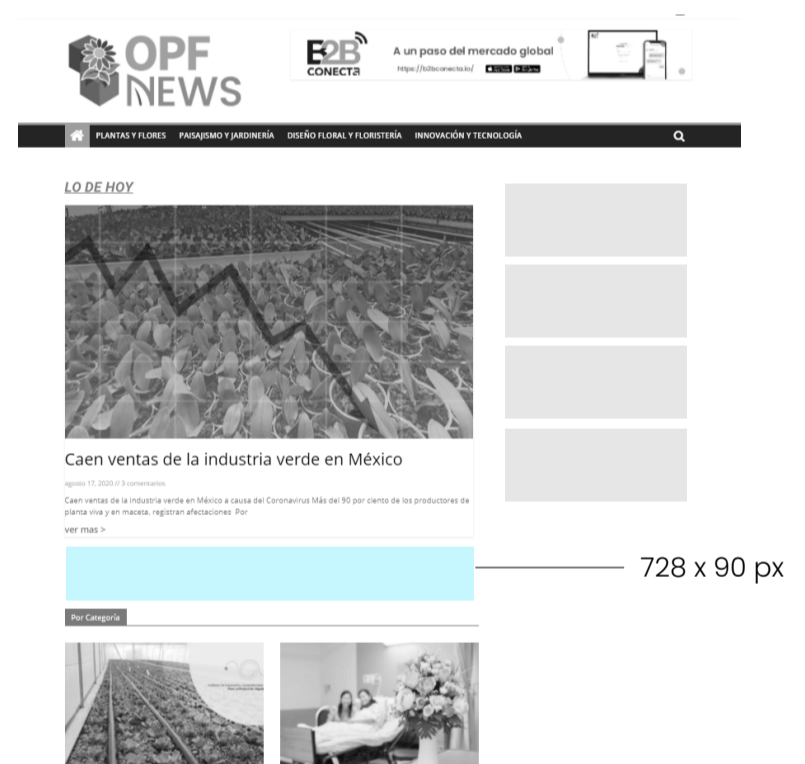 OPF
NEWS
B2B
CONECTA
A un paso del mercado global
https://b2bconecta.io/
PLANTAS Y FLORES PAISAJISMO Y JARDINERÍA DISEÑO FLORAL Y FLORISTERÍA INNOVACIÓN Y TECNOLOGÍA
LO DE HOY
Caen ventas de la industria verde en México
agosto 17, 2020 // 3 comentarios
Caen ventas de la Industria verde en México a causa del Coronavirus Más del 90 por ciento de los productores de
planta viva y en maceta, registran afectaciones Por
ver mas >
728 x 90 px
Por Categoría